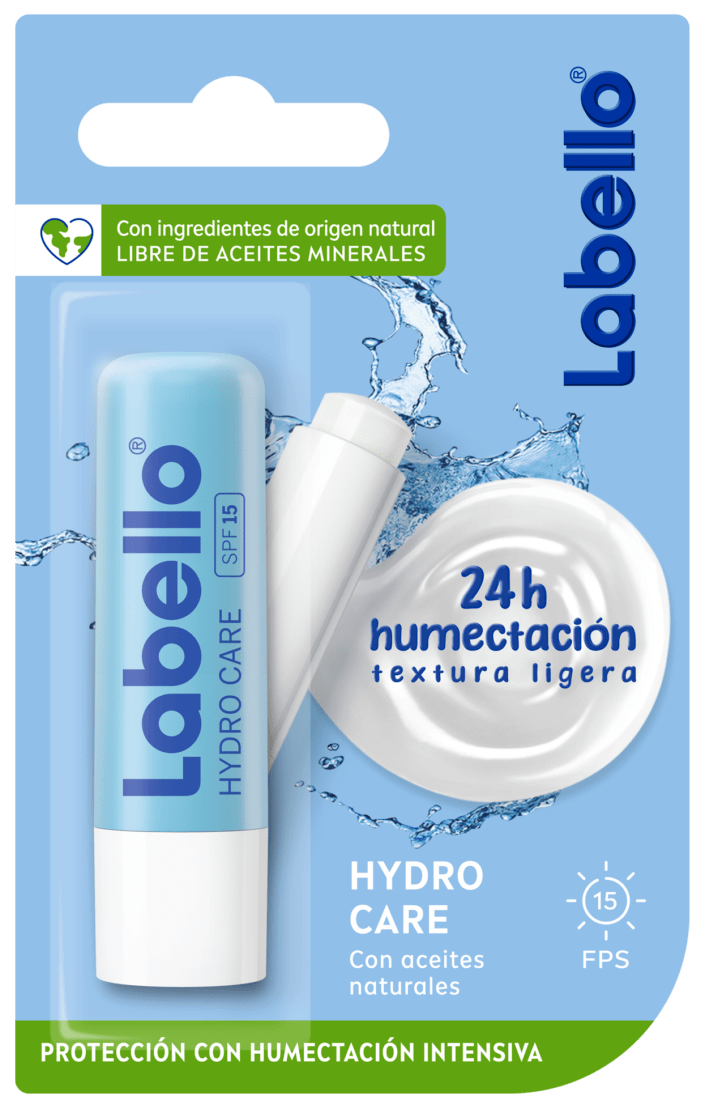 Labello®
Con ingredientes de origen natural
LIBRE DE ACEITES MINERALES
Labello®
HYDRO CARE
SPF 15
24h
humectación
textura ligera
HYDRO
CARE
Con aceites
naturales
15
FPS
PROTECCIÓN CON HUMECTACIÓN INTENSIVA